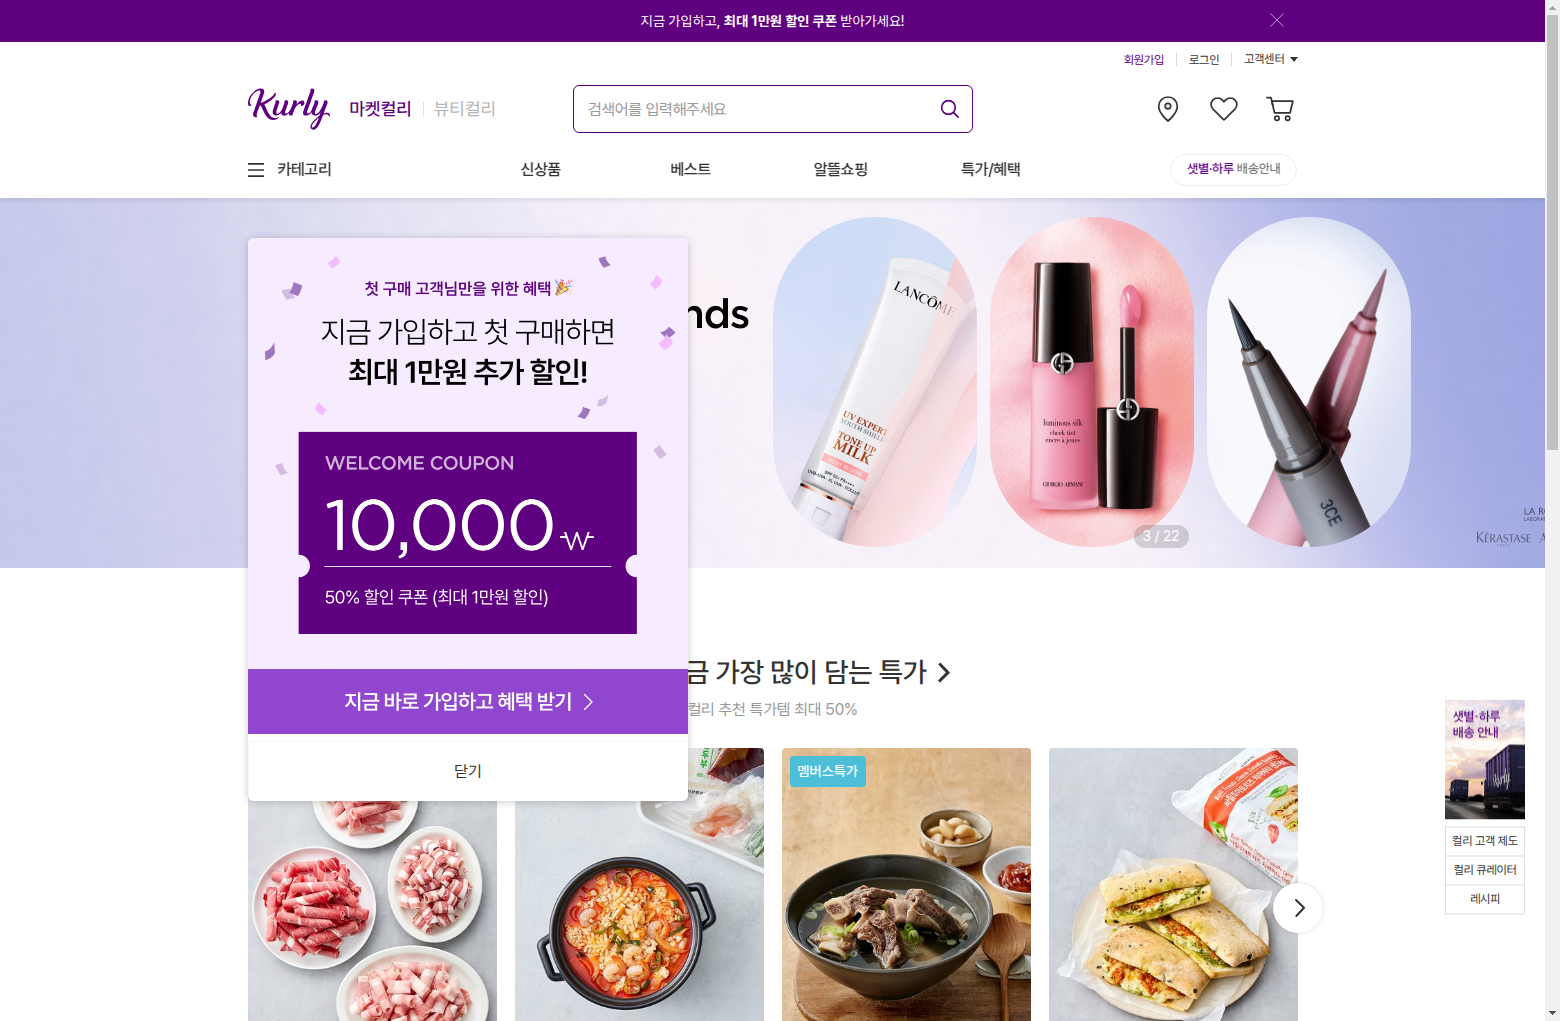 지금 가입하고, 최대 1만원 할인 쿠폰 받아가세요!
회원가입
로그인
고객센터
Kurly
마켓컬리
뷰티컬리
검색어를 입력해주세요
카테고리
신상품
베스트
알뜰쇼핑
특가/혜택
샛별·하루 배송안내
첫 구매 고객님만을 위한 혜택
지금 가입하고 첫 구매하면
최대 1만원 추가 할인!
WELCOME COUPON
10,000₩
50% 할인 쿠폰 (최대 1만원 할인)
지금 바로 가입하고 혜택 받기
닫기
nds
LANCÔME
UV EXPERT
YOUTH SHIELD
TONE UP
MILK
luminous silk
cheek tint
encre à joues
GIORGIO ARMANI
3CE
3 / 22
LA RO
KÉRASTASE
A
금 가장 많이 담는 특가
컬리 추천 특가템 최대 50%
멤버스특가
샛별·하루
배송 안내
Kurly
컬리 고객 제도
컬리 큐레이터
레시피